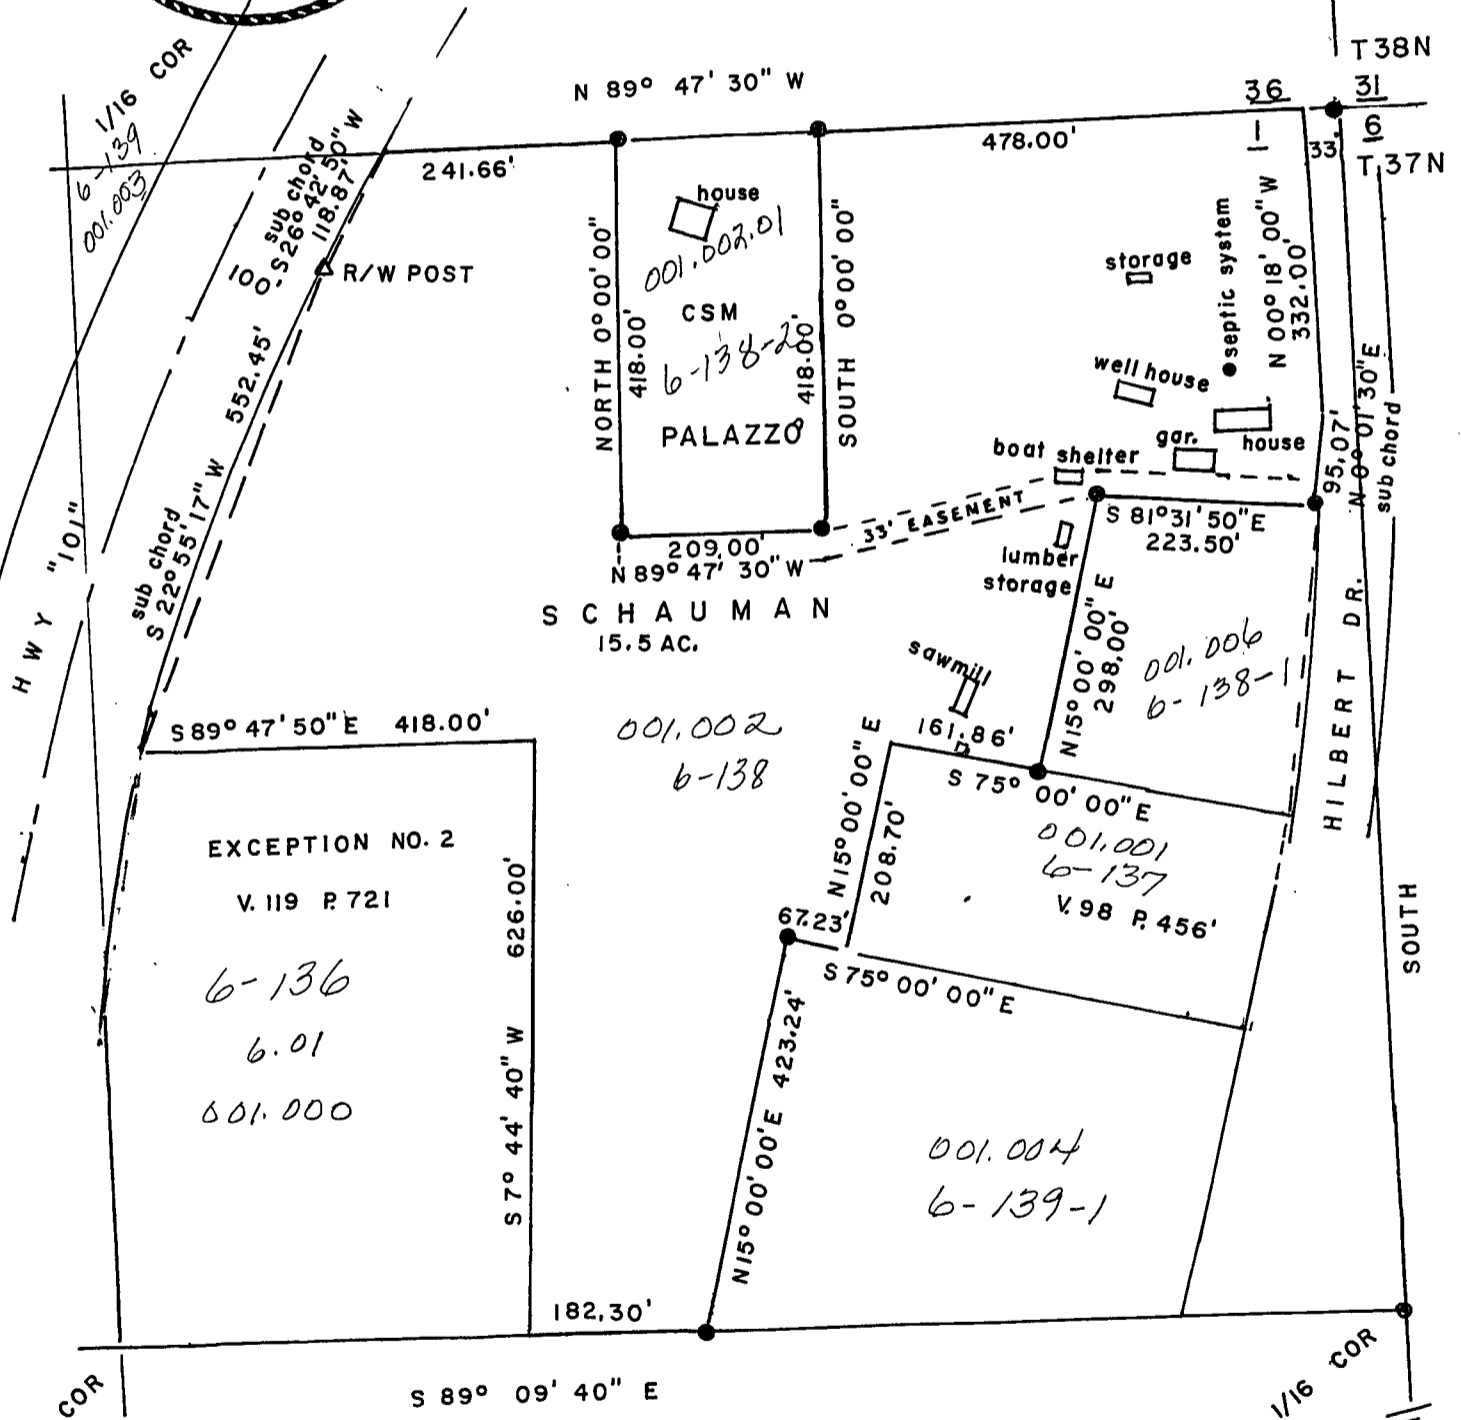 T 38N
N 89° 47' 30" W
36
31
1
6
T. 37N
33'
1/16 COR
6-139
001.003
241.66'
478.00'
sub chord
S 26° 42' 50" W
118.87'
100'
R/W POST
house
001.002.01
CSM
6-138-2
PALAZZO
NORTH 0° 00' 00"
418.00'
418.00'
SOUTH 0° 00' 00"
storage
septic system
N 00° 18' 00" W
332.00'
well house
gar.
house
boat shelter
95.07'
N 8° 01' 30" E
sub chord
552.45'
sub chord
S 22° 55' 17" W
HWY "101"
209.00'
N 89° 47' 30" W
33' EASEMENT
S 81° 31' 50" E
223.50'
lumber
storage
SCHAUMAN
15.5 AC.
N 15° 00' 00" E
298.00'
001.006
6-138-1
HILBERT DR.
sawmill
S 89° 47' 50" E 418.00'
001.002
6-138
161.86'
S 75° 00' 00" E
N 15° 00' 00" E
208.70'
001.001
6-137
V. 98 P. 456'
EXCEPTION NO. 2
V. 119 P. 721
6-136
6.01
001.000
626.00'
S 7° 44' 40" W
67.23'
S 75° 00' 00" E
SOUTH
N 15° 00' 00" E 423.24'
001.004
6-139-1
182.30'
COR
S 89° 09' 40" E
1/16 COR